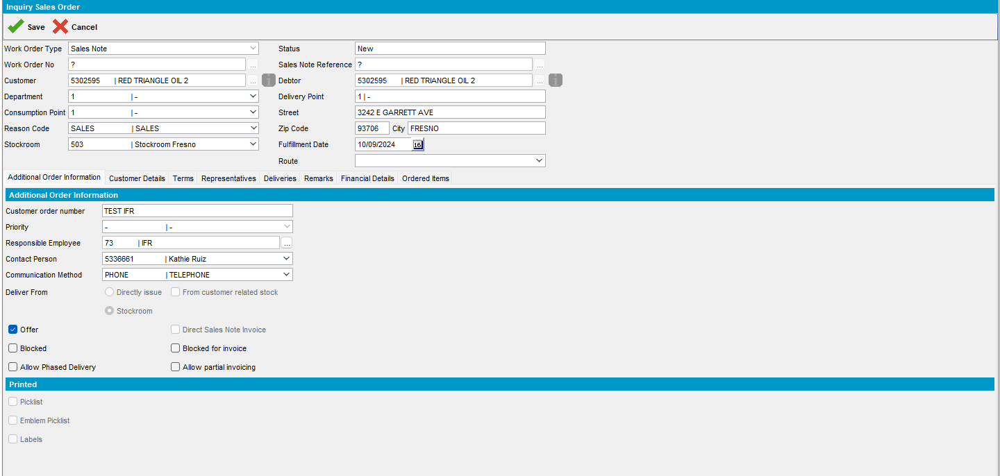 Inquiry Sales Order
Save Cancel
Work Order Type Sales Note Status New
Work Order No ? ... Sales Note Reference ? ...
Customer 5302595 | RED TRIANGLE OIL 2 ... i Debtor 5302595 | RED TRIANGLE OIL 2 ... i
Department 1 | - Delivery Point 1 | -
Consumption Point 1 | - Street 3242 E GARRETT AVE
Reason Code SALES | SALES Zip Code 93706 City FRESNO
Stockroom 503 | Stockroom Fresno Fulfillment Date 10/09/2024 16
Route
Additional Order Information Customer Details Terms Representatives Deliveries Remarks Financial Details Ordered Items
Additional Order Information
Customer order number TEST IFR
Priority - | -
Responsible Employee 73 | IFR ...
Contact Person 5336661 | Kathie Ruiz
Communication Method PHONE | TELEPHONE
Deliver From Directly issue From customer related stock
Stockroom
Offer Direct Sales Note Invoice
Blocked Blocked for invoice
Allow Phased Delivery Allow partial invoicing
Printed
Picklist
Emblem Picklist
Labels